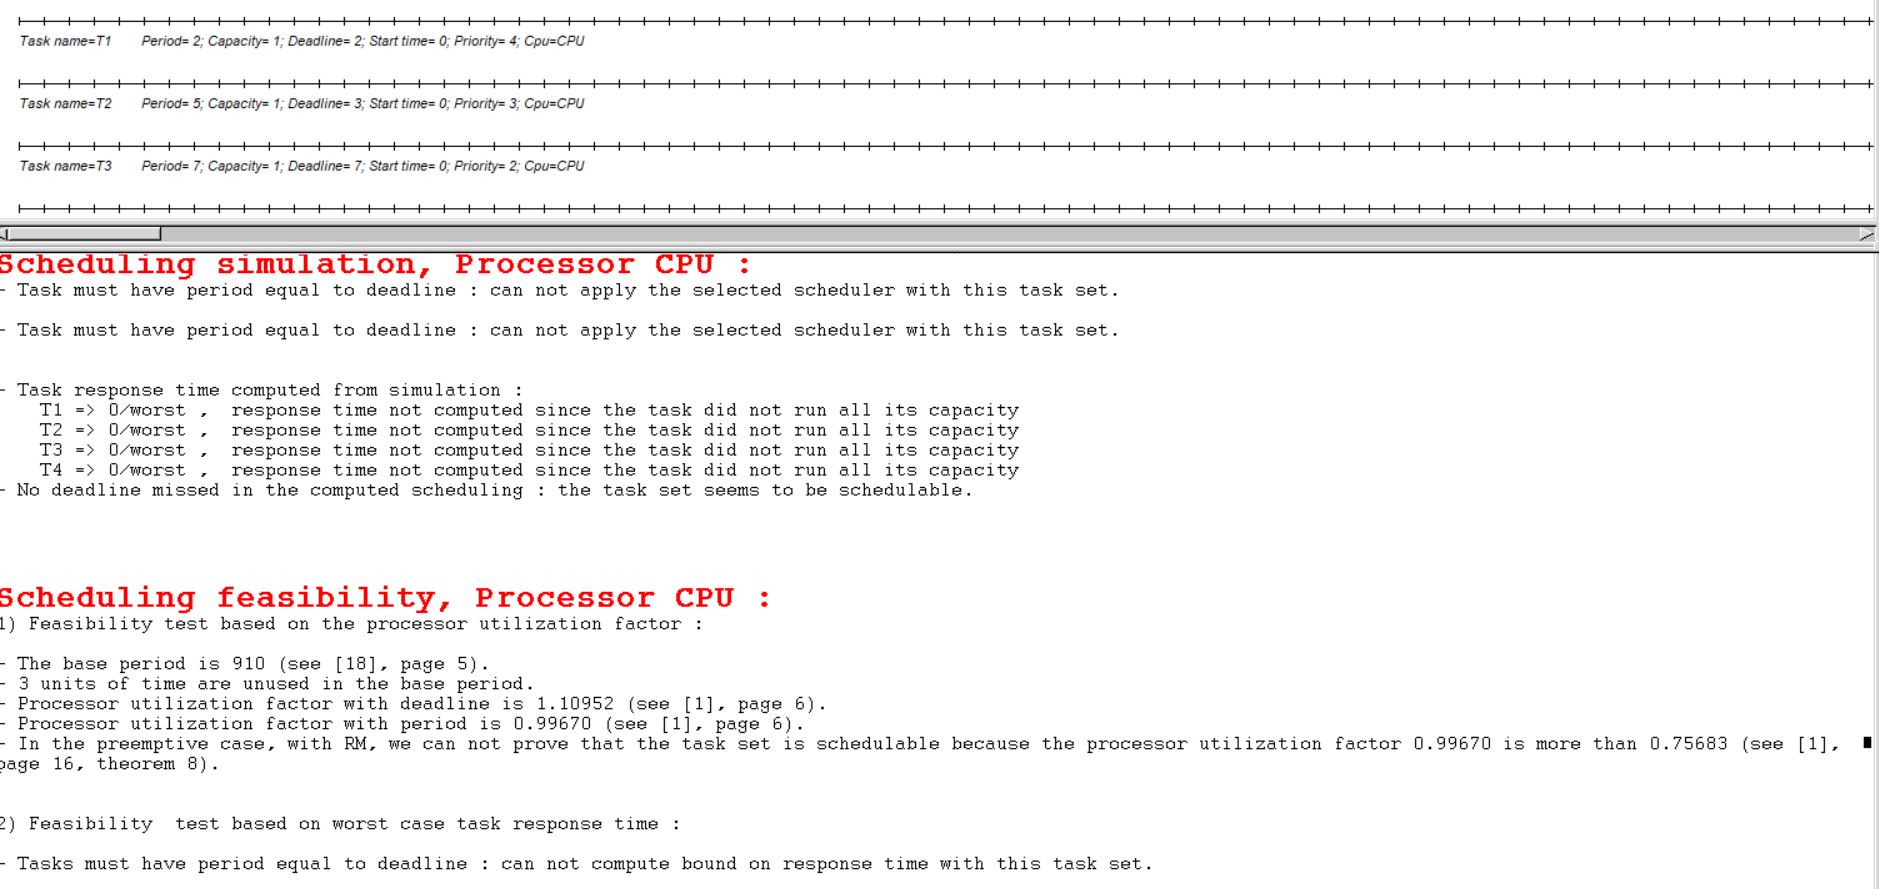 Task name=T1 Period= 2; Capacity= 1; Deadline= 2; Start time= 0; Priority= 4; Cpu=CPU
Task name=T2 Period= 5; Capacity= 1; Deadline= 3; Start time= 0; Priority= 3; Cpu=CPU
Task name=T3 Period= 7; Capacity= 1; Deadline= 7; Start time= 0; Priority= 2; Cpu=CPU
Scheduling simulation, Processor CPU :
- Task must have period equal to deadline : can not apply the selected scheduler with this task set.
- Task must have period equal to deadline : can not apply the selected scheduler with this task set.
- Task response time computed from simulation :
T1 => 0/worst , response time not computed since the task did not run all its capacity
T2 => 0/worst , response time not computed since the task did not run all its capacity
T3 => 0/worst , response time not computed since the task did not run all its capacity
T4 => 0/worst , response time not computed since the task did not run all its capacity
- No deadline missed in the computed scheduling : the task set seems to be schedulable.
Scheduling feasibility, Processor CPU :
1) Feasibility test based on the processor utilization factor :
- The base period is 910 (see [18], page 5).
- 3 units of time are unused in the base period.
- Processor utilization factor with deadline is 1.10952 (see [1], page 6).
- Processor utilization factor with period is 0.99670 (see [1], page 6).
- In the preemptive case, with RM, we can not prove that the task set is schedulable because the processor utilization factor 0.99670 is more than 0.75683 (see [1],
page 16, theorem 8).
2) Feasibility test based on worst case task response time :
- Tasks must have period equal to deadline : can not compute bound on response time with this task set.